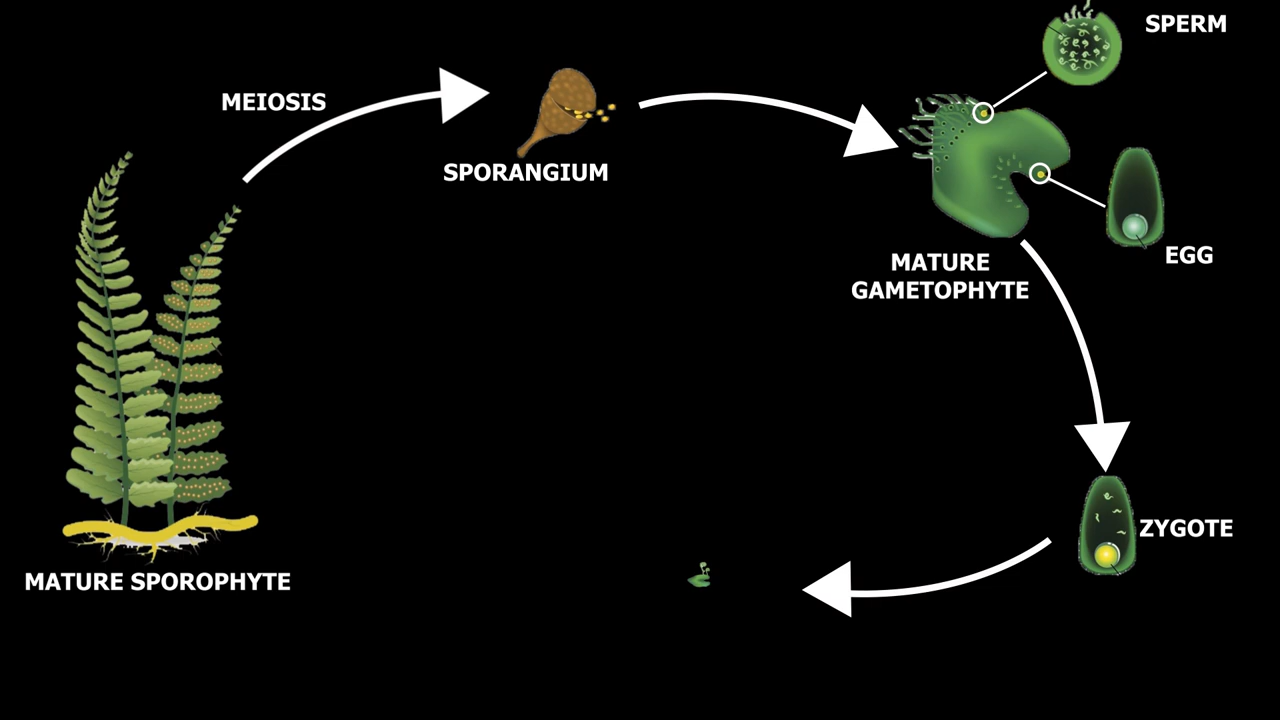 SPERM
MEIOSIS
SPORANGIUM
EGG
MATURE
GAMETOPHYTE
ZYGOTE
MATURE SPOROPHYTE